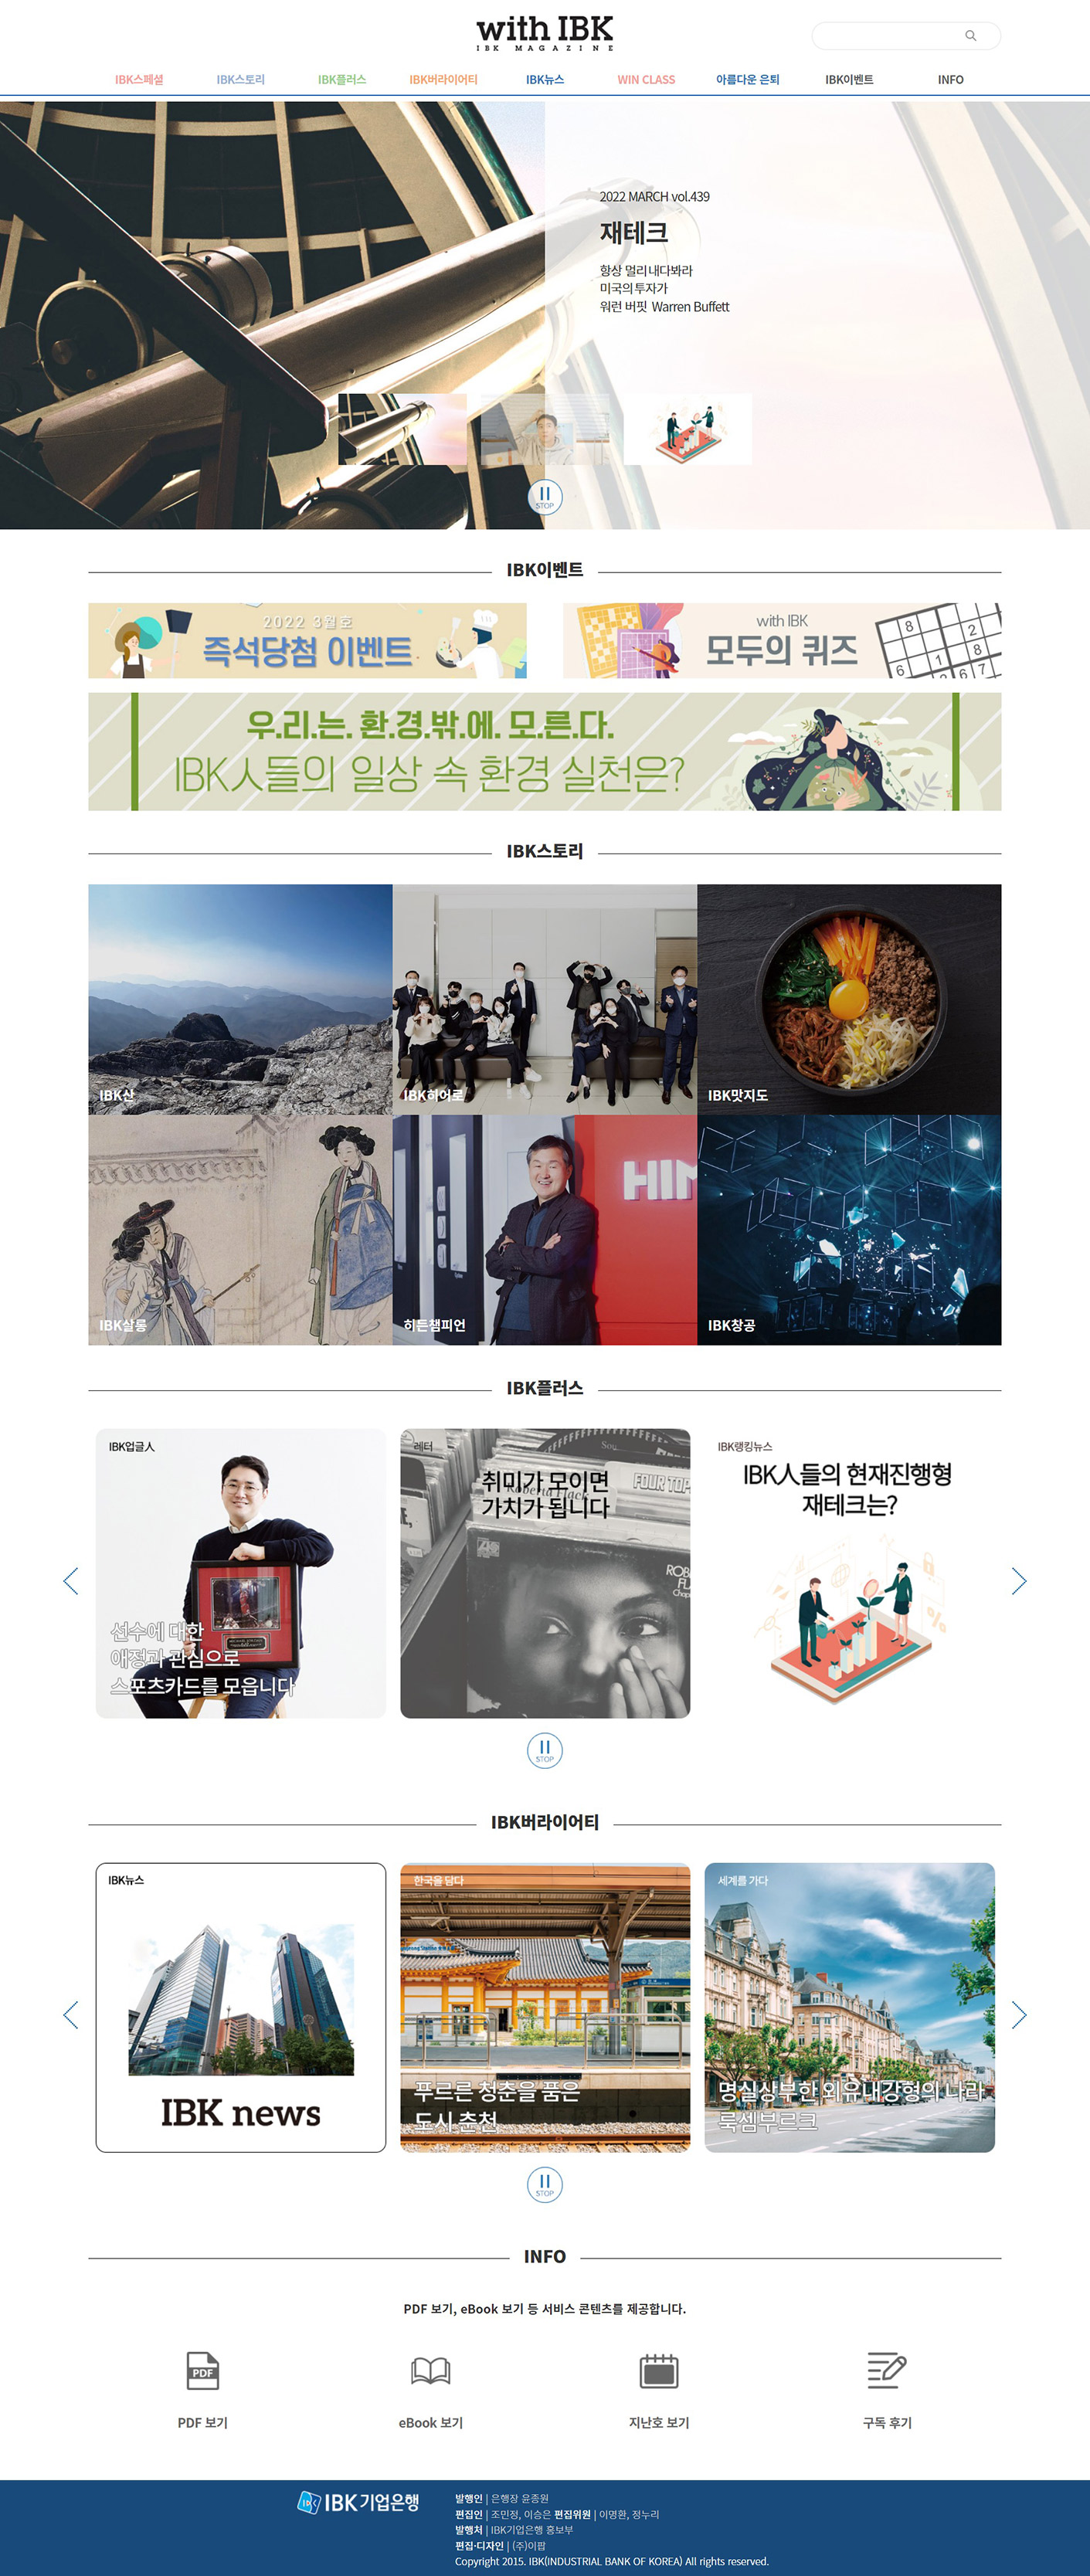 with IBK
IBK MAGAZINE
IBK스페셜
IBK스토리
IBK플러스
IBK버라이어티
IBK뉴스
WIN CLASS
아름다운 은퇴
IBK이벤트
INFO
2022 MARCH vol.439
재테크
항상 멀리 내다봐라
미국의 투자가
워런 버핏 Warren Buffett
STOP
IBK이벤트
2022 3월호
즉석당첨 이벤트
with IBK
모두의 퀴즈
8
2
8
6
1
6
7
우.리.는. 환.경.밖.에. 모.른.다.
IBK人들의 일상 속 환경 실천은?
IBK스토리
IBK산
IBK히어로
IBK맛지도
HIM
IBK살롱
히든챔피언
IBK창공
IBK플러스
IBK업글人
선수에 대한
애정과 관심으로
스포츠카드를 모읍니다
레터
취미가 모이면
가치가 됩니다
Roberta Flack
FOUR TOP
IBK랭킹뉴스
IBK人들의 현재진행형
재테크는?
STOP
IBK버라이어티
IBK뉴스
IBK news
한국을 담다
푸르른 청춘을 품은
도시 춘천
세계를 가다
명실상부한 외유내강형의 나라
룩셈부르크
STOP
INFO
PDF 보기, eBook 보기 등 서비스 콘텐츠를 제공합니다.
PDF
PDF 보기
eBook 보기
지난호 보기
구독 후기
IBK기업은행
발행인 | 은행장 윤종원
편집인 | 조민정, 이승은 편집위원 | 이명환, 정누리
발행처 | IBK기업은행 홍보부
편집·디자인 | (주)이팝
Copyright 2015. IBK(INDUSTRIAL BANK OF KOREA) All rights reserved.